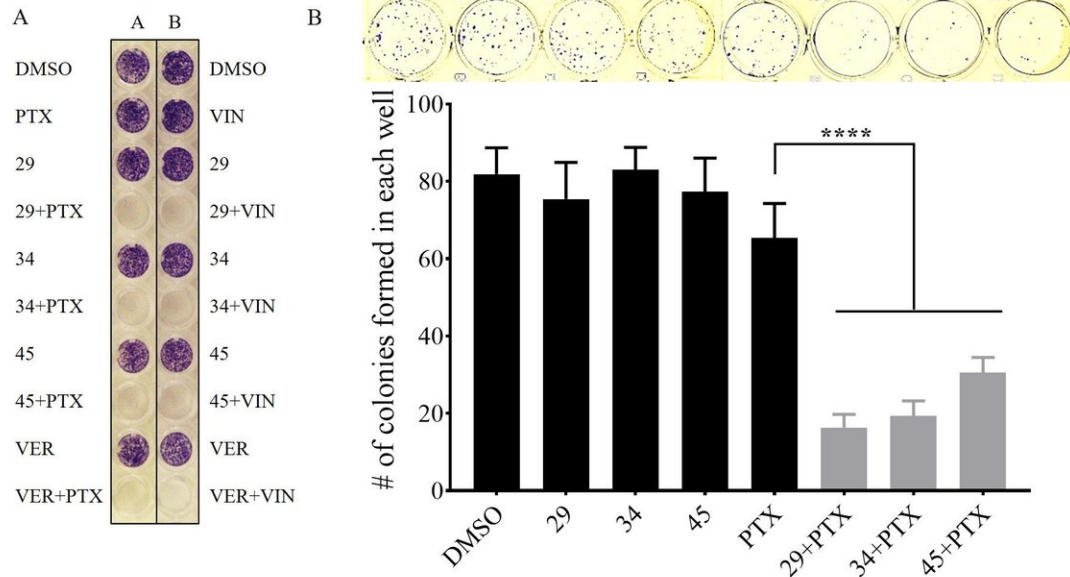 A
B
A B
DMSO DMSO
PTX VIN
29 29
29+PTX 29+VIN
34 34
34+PTX 34+VIN
45 45
45+PTX 45+VIN
VER VER
VER+PTX VER+VIN
****
# of colonies formed in each well
100
80
60
40
20
0
DMSO
29
34
45
PTX
29+PTX
34+PTX
45+PTX